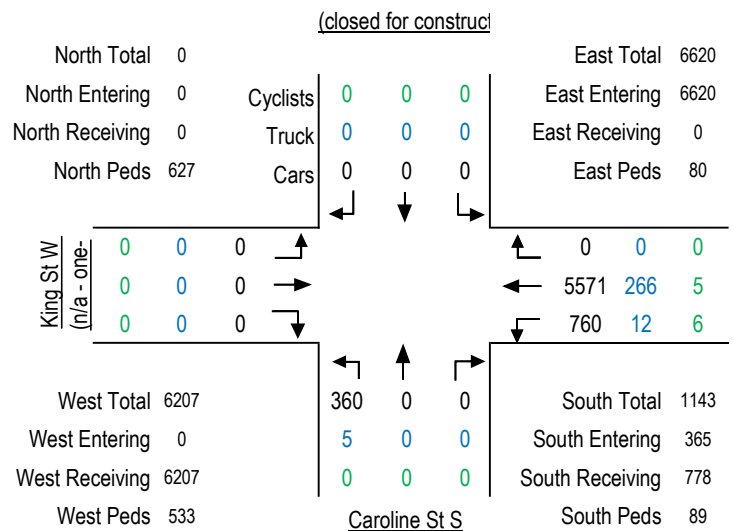 (closed for construct
North Total 0
East Total 6620
North Entering 0
Cyclists 0 0 0
East Entering 6620
North Receiving 0
Truck 0 0 0
East Receiving 0
North Peds 627
Cars 0 0 0
East Peds 80
King St W
(n/a - one-
0 0 0
0 0 0
0 0 0
0 0 0
5571 266 5
760 12 6
West Total 6207
360 0 0
South Total 1143
West Entering 0
5 0 0
South Entering 365
West Receiving 6207
0 0 0
South Receiving 778
West Peds 533
Caroline St S
South Peds 89